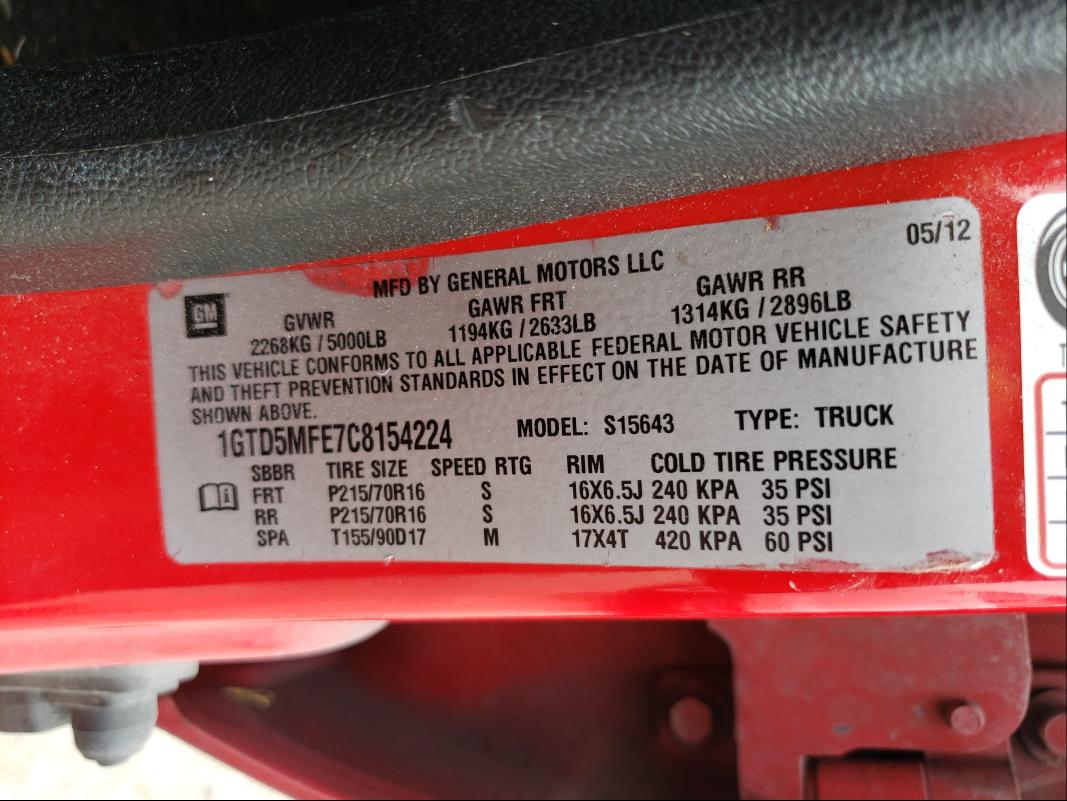 05/12
MFD BY GENERAL MOTORS LLC
GM
GVWR GAWR FRT GAWR RR
2268KG / 5000LB 1194KG / 2633LB 1314KG / 2896LB
THIS VEHICLE CONFORMS TO ALL APPLICABLE FEDERAL MOTOR VEHICLE SAFETY
AND THEFT PREVENTION STANDARDS IN EFFECT ON THE DATE OF MANUFACTURE
SHOWN ABOVE.
1GTD5MFE7C8154224 MODEL: S15643 TYPE: TRUCK
SBBR TIRE SIZE SPEED RTG RIM COLD TIRE PRESSURE
FRT P215/70R16 S 16X6.5J 240 KPA 35 PSI
RR P215/70R16 S 16X6.5J 240 KPA 35 PSI
SPA T155/90D17 M 17X4T 420 KPA 60 PSI